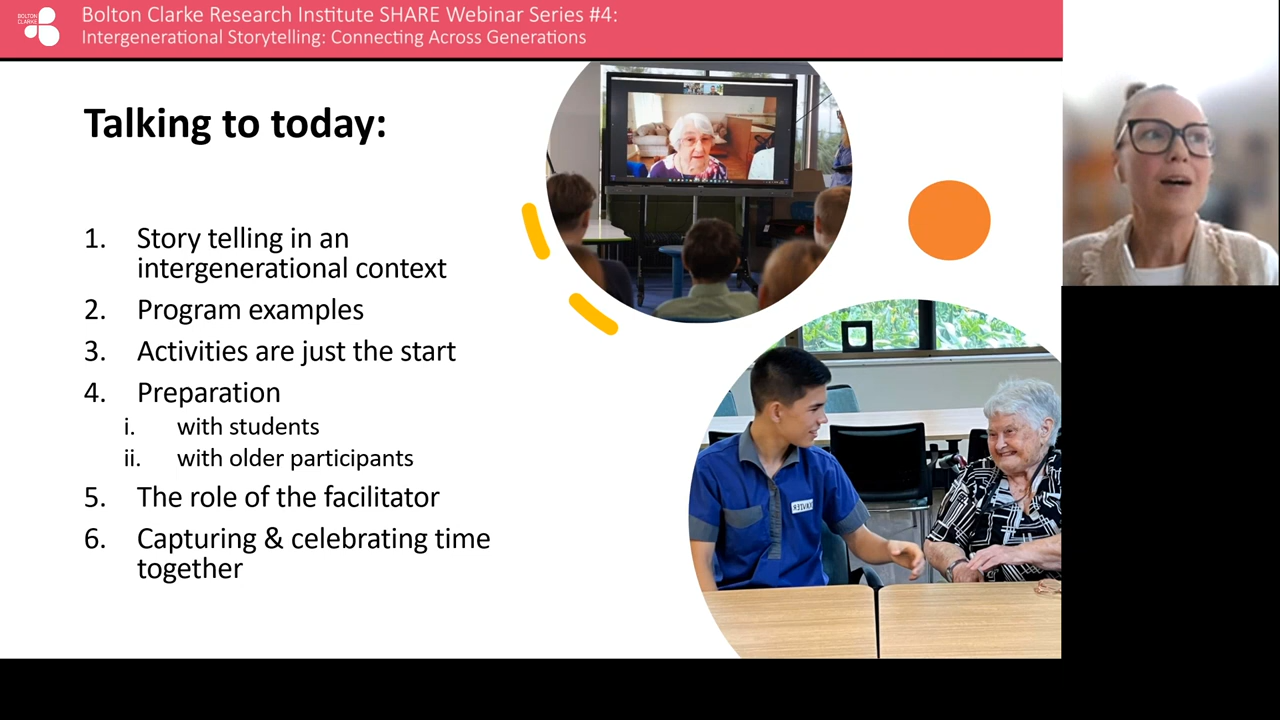 BOLTON
CLARKE
Bolton Clarke Research Institute SHARE Webinar Series #4:
Intergenerational Storytelling: Connecting Across Generations
Talking to today:
1. Story telling in an
intergenerational context
2. Program examples
3. Activities are just the start
4. Preparation
i. with students
ii. with older participants
5. The role of the facilitator
6. Capturing & celebrating time
together